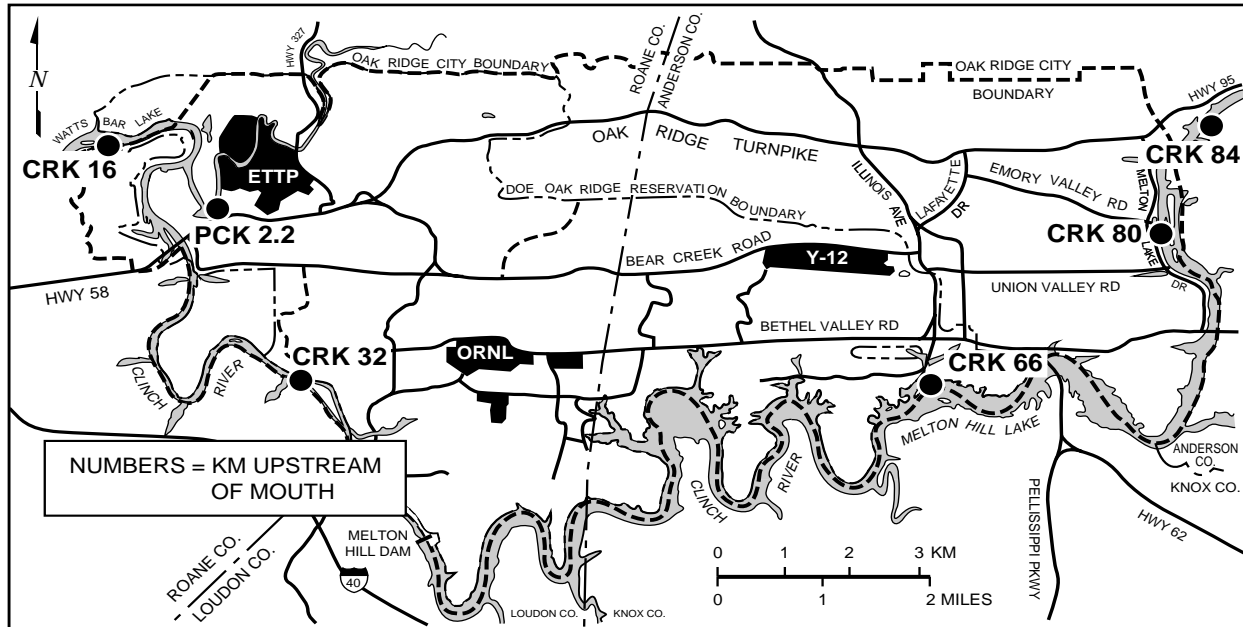 N
HWY 327
OAK RIDGE CITY BOUNDARY
ROANE CO.
ANDERSON CO.
OAK RIDGE CITY
BOUNDARY
HWY 95
WATTS BAR LAKE
CRK 16
ETTP
OAK RIDGE TURNPIKE
CRK 84
ILLINOIS AVE
LAFAYETTE DR
EMORY VALLEY RD
MELTON LAKE DR
DOE OAK RIDGE RESERVATION BOUNDARY
PCK 2.2
CRK 80
BEAR CREEK ROAD
Y-12
HWY 58
UNION VALLEY RD
BETHEL VALLEY RD
CRK 32
ORNL
CRK 66
CLINCH RIVER
MELTON HILL LAKE
ANDERSON CO.
KNOX CO.
NUMBERS = KM UPSTREAM
OF MOUTH
CLINCH RIVER
PELLISSIPPI PKWY
HWY 62
MELTON
HILL DAM
ROANE CO.
LOUDON CO.
40
0 1 2 3 KM
0 1 2 MILES
LOUDON CO.
KNOX CO.